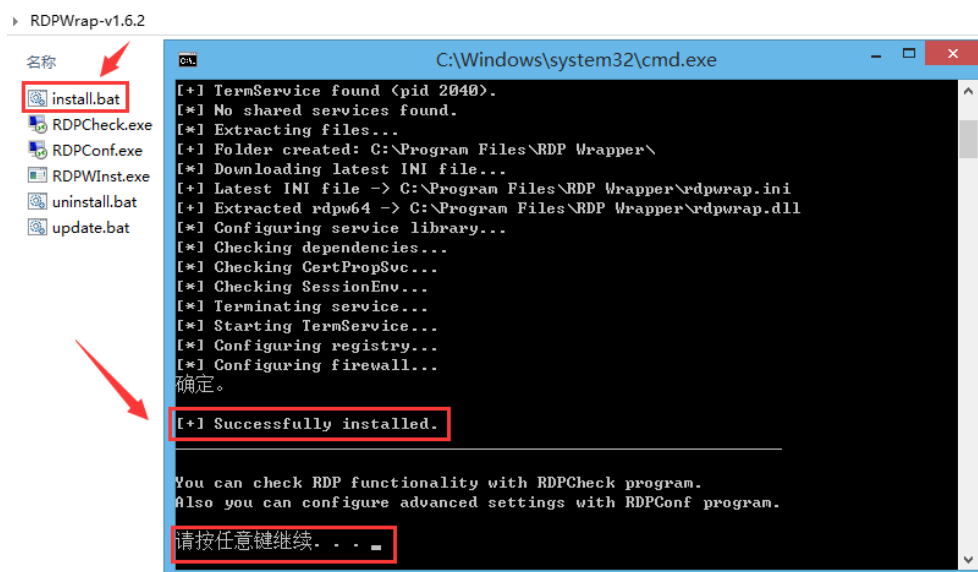 RDPWrap-v1.6.2
名称
install.bat
RDPCheck.exe
RDPConf.exe
RDPWInst.exe
uninstall.bat
update.bat
C:\Windows\system32\cmd.exe
[+] TermService found (pid 2040).
[*] No shared services found.
[*] Extracting files...
[+] Folder created: C:\Program Files\RDP Wrapper\
[*] Downloading latest INI file...
[+] Latest INI file -> C:\Program Files\RDP Wrapper\rdpwrap.ini
[+] Extracted rdpw64 -> C:\Program Files\RDP Wrapper\rdpwrap.dll
[*] Configuring service library...
[*] Checking dependencies...
[*] Checking CertPropSvc...
[*] Checking SessionEnv...
[*] Terminating service...
[*] Starting TermService...
[*] Configuring registry...
[*] Configuring firewall...
确定。
[+] Successfully installed.
You can check RDP functionality with RDPCheck program.
Also you can configure advanced settings with RDPConf program.
请按任意键继续. . .